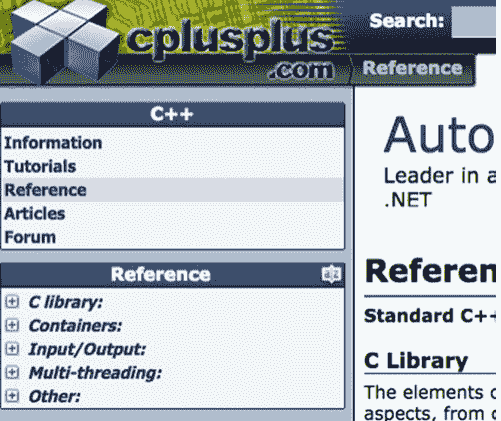 cplusplus
.com
Search:
Reference
C++
Information
Tutorials
Reference
Articles
Forum
Reference
C library:
Containers:
Input/Output:
Multi-threading:
Other:
Auto
Leader in a
.NET
Referen
Standard C++
C Library
The elements
aspects, from